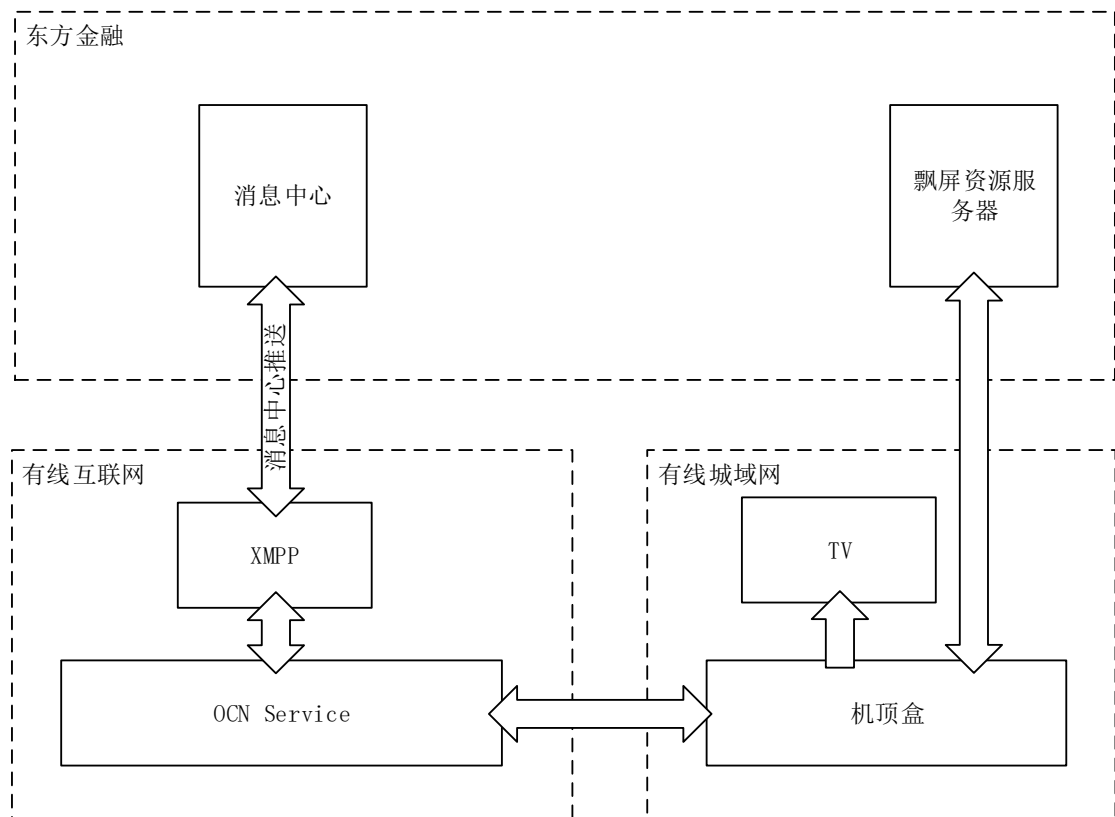 东方金融
消息中心
飘屏资源服
务器
消息中心推送
有线互联网
有线城域网
XMPP
TV
OCN Service
机顶盒